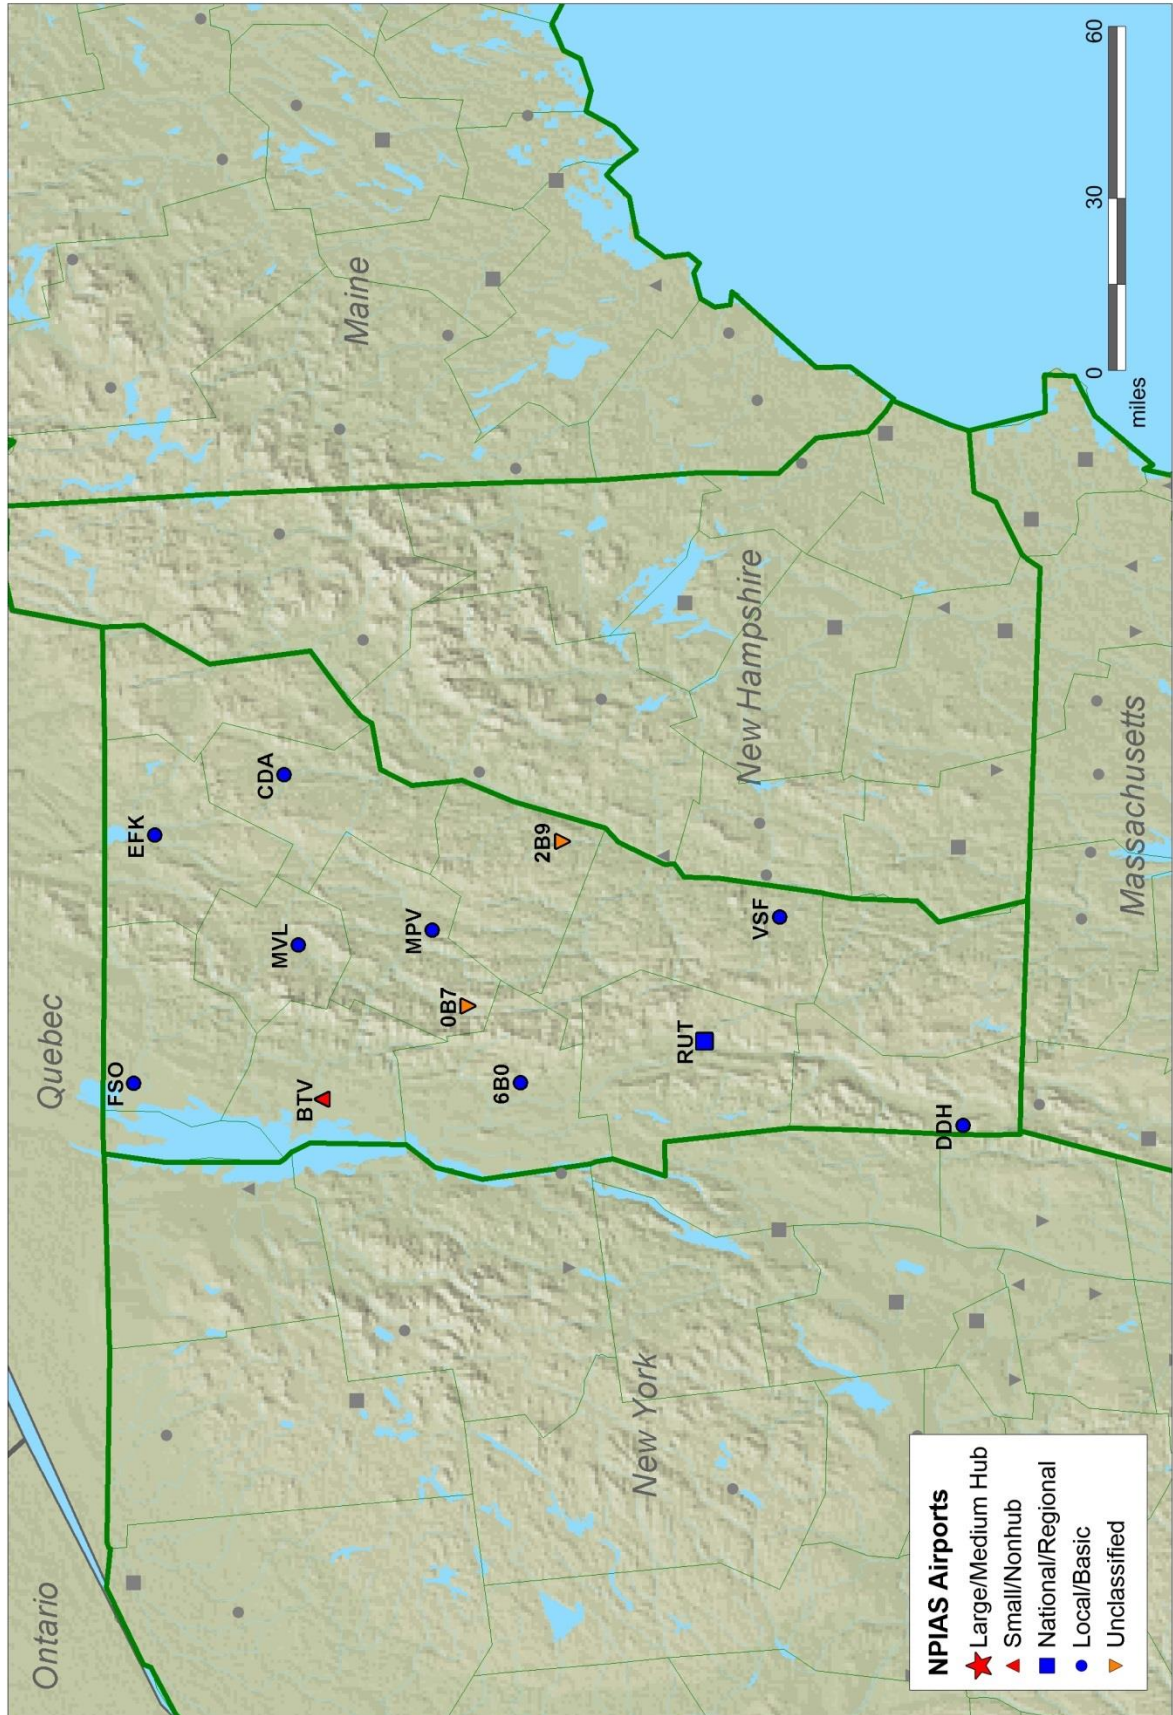 Ontario
Quebec
Maine
FSO
EFK
CDA
MVL
BTV
MPV
0B7
2B9
6B0
RUT
VSF
DDH
New York
New Hampshire
Massachusetts
NPIAS Airports
Large/Medium Hub
Small/Nonhub
National/Regional
Local/Basic
Unclassified
0 30 60
miles